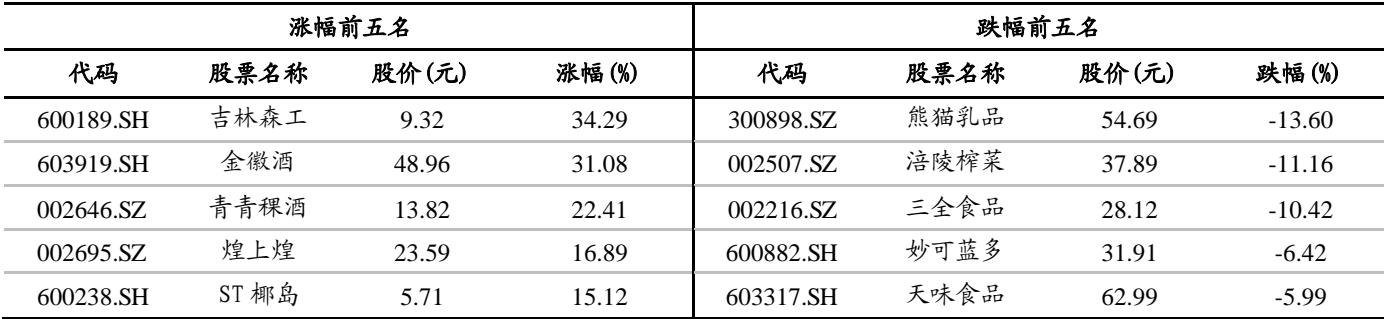 涨幅前五名 跌幅前五名
代码 股票名称 股价(元) 涨幅(%) 代码 股票名称 股价(元) 跌幅(%)
600189.SH 吉林森工 9.32 34.29 300898.SZ 熊猫乳品 54.69 -13.60
603919.SH 金徽酒 48.96 31.08 002507.SZ 涪陵榨菜 37.89 -11.16
002646.SZ 青青稞酒 13.82 22.41 002216.SZ 三全食品 28.12 -10.42
002695.SZ 煌上煌 23.59 16.89 600882.SH 妙可蓝多 31.91 -6.42
600238.SH ST 椰岛 5.71 15.12 603317.SH 天味食品 62.99 -5.99